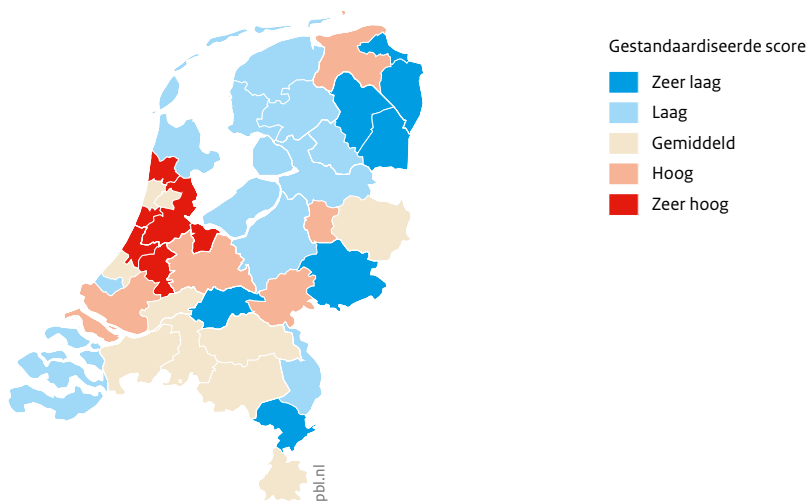 Gestandaardiseerde score
Zeer laag
Laag
Gemiddeld
Hoog
Zeer hoog
pbl.nl